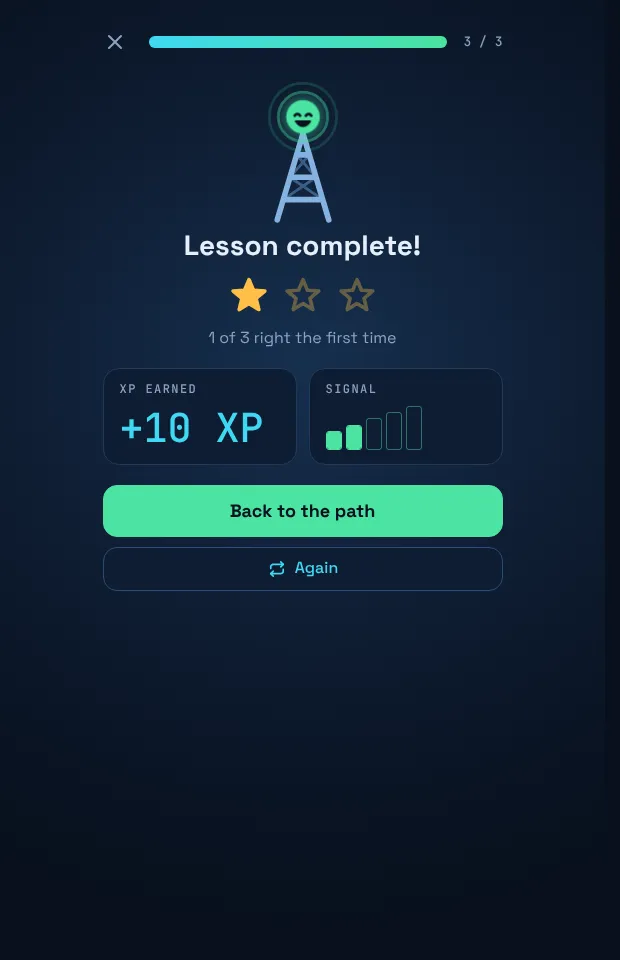 3 / 3
Lesson complete!
1 of 3 right the first time
XP EARNED
+10 XP
SIGNAL
Back to the path
Again